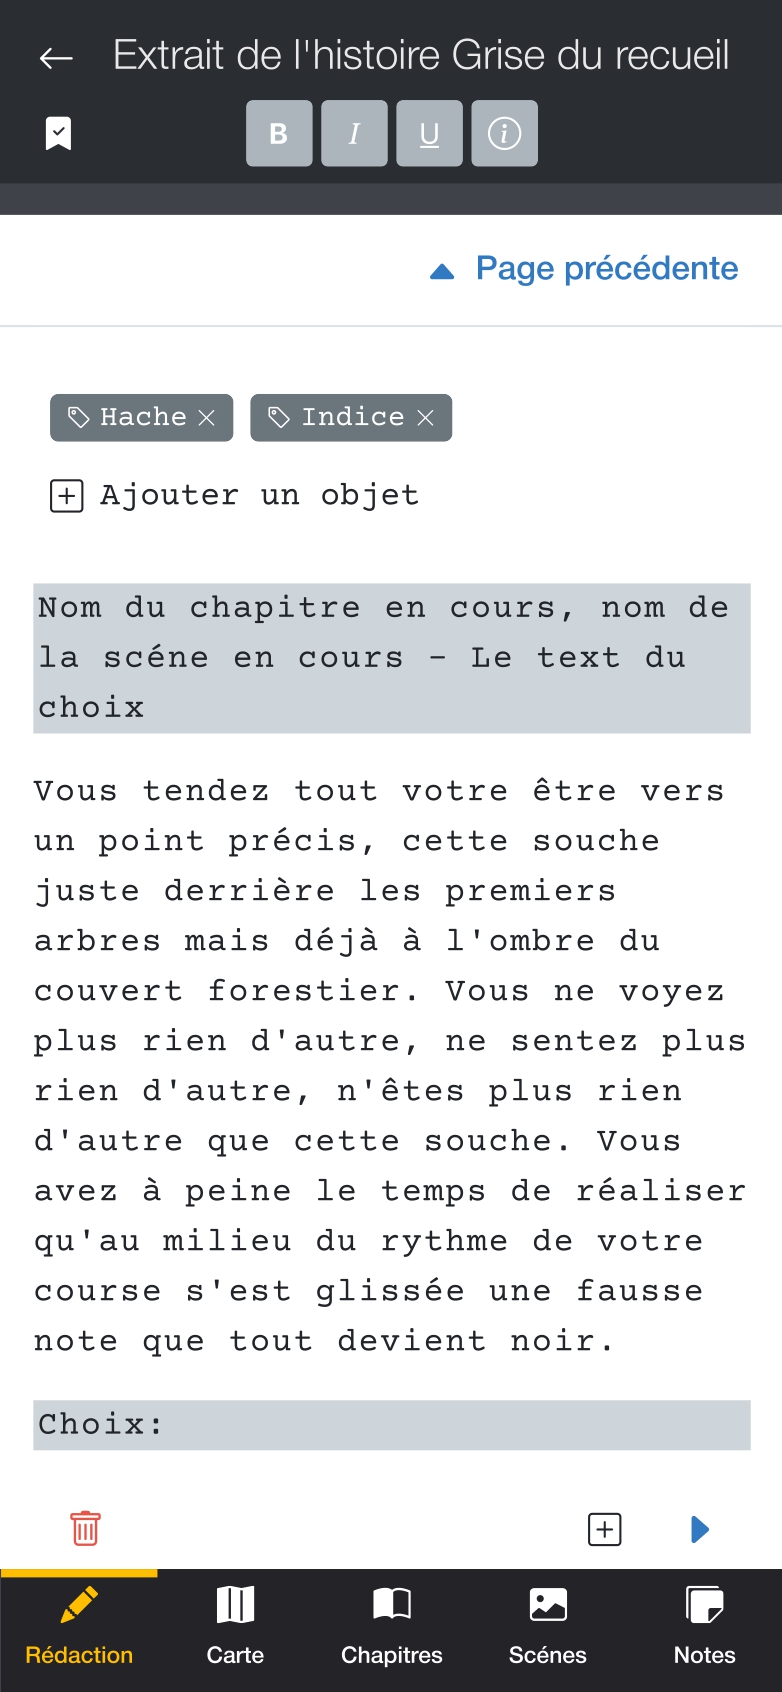 Extrait de l'histoire Grise du recueil
B I U i
Page précédente
Hache Indice
Ajouter un objet
Nom du chapitre en cours, nom de
la scéne en cours - Le text du
choix
Vous tendez tout votre être vers
un point précis, cette souche
juste derrière les premiers
arbres mais déjà à l'ombre du
couvert forestier. Vous ne voyez
plus rien d'autre, ne sentez plus
rien d'autre, n'êtes plus rien
d'autre que cette souche. Vous
avez à peine le temps de réaliser
qu'au milieu du rythme de votre
course s'est glissée une fausse
note que tout devient noir.
Choix:
Rédaction Carte Chapitres Scénes Notes